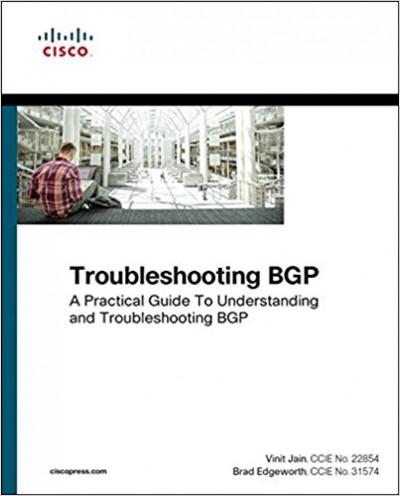 CISCO.
Troubleshooting BGP
A Practical Guide To Understanding
and Troubleshooting BGP
Vinit Jain, CCIE No. 22854
ciscopress.com
Brad Edgeworth, CCIE No. 31574